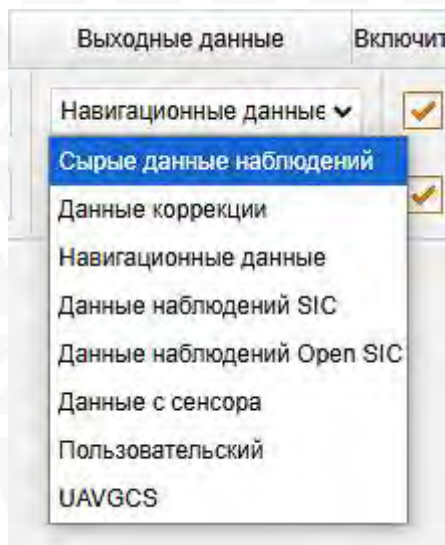 Выходные данные
Включит
Навигационные данные
Сырые данные наблюдений
Данные коррекции
Навигационные данные
Данные наблюдений SIC
Данные наблюдений Open SIC
Данные с сенсора
Пользовательский
UAVGCS